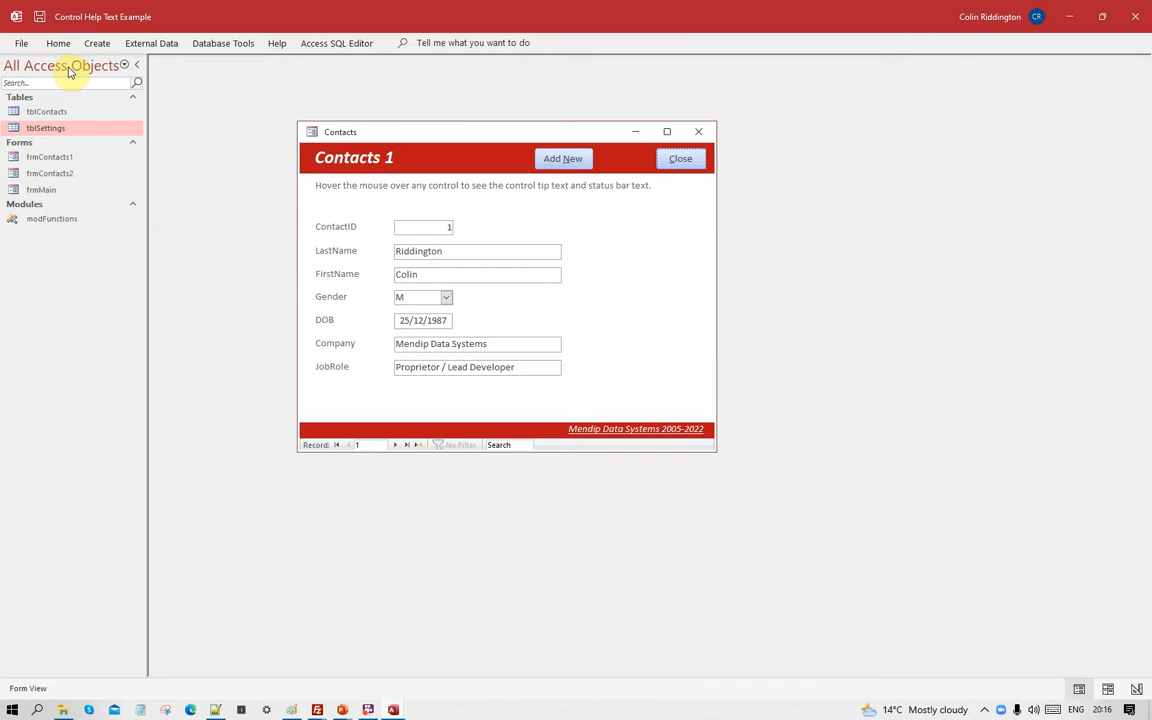 Control Help Text Example
Colin Riddington CR
File Home Create External Data Database Tools Help Access SQL Editor Tell me what you want to do
All Access Objects
Search...
Tables
tblContacts
tblSettings
Forms
frmContacts1
frmContacts2
frmMain
Modules
modFunctions
Contacts
Contacts 1 Add New Close
Hover the mouse over any control to see the control tip text and status bar text.
ContactID 1
LastName Riddington
FirstName Colin
Gender M
DOB 25/12/1987
Company Mendip Data Systems
JobRole Proprietor / Lead Developer
Mendip Data Systems 2005-2022
Record: 1 No Filter Search
Form View
14°C Mostly cloudy ENG 20:16